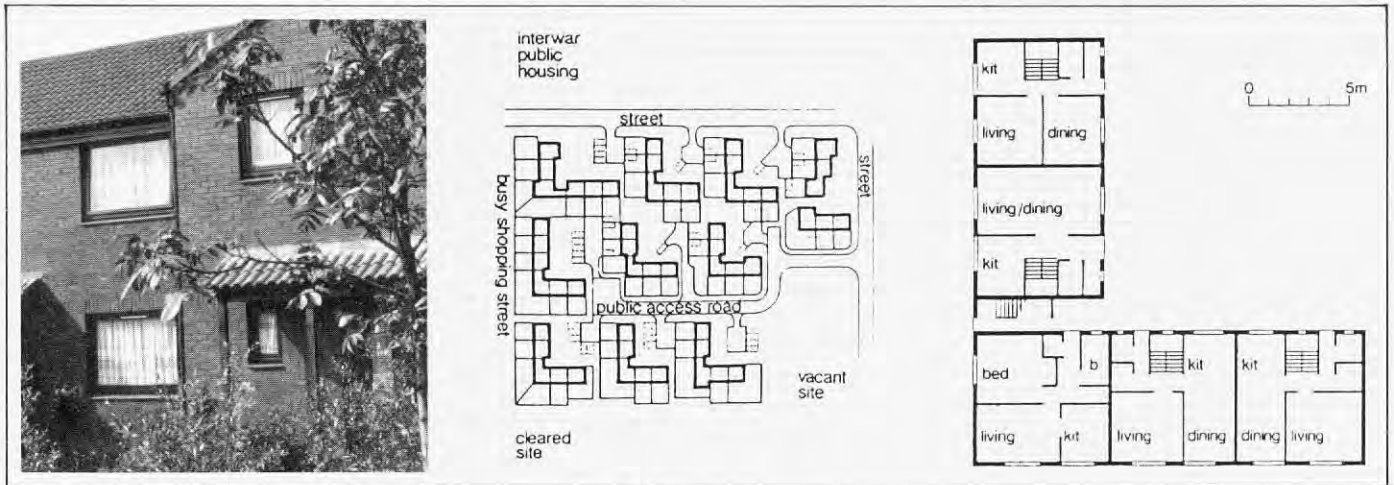 interwar
public
housing
street
street
busy shopping street
public access road
vacant
site
cleared
site
kit
living
dining
living/dining
kit
bed
b
kit
kit
living
kit
living
dining
dining
living
0
5m